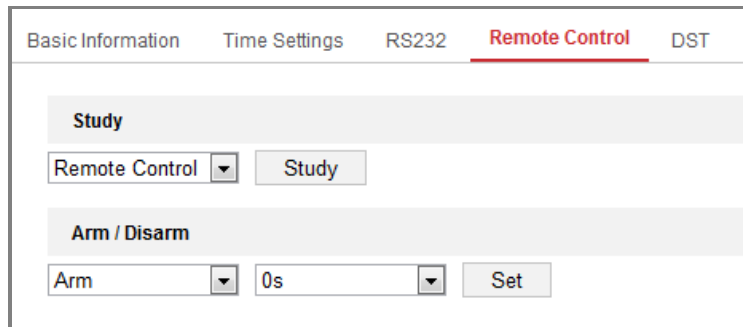 Basic Information Time Settings RS232 Remote Control DST
Study
Remote Control Study
Arm / Disarm
Arm 0s Set